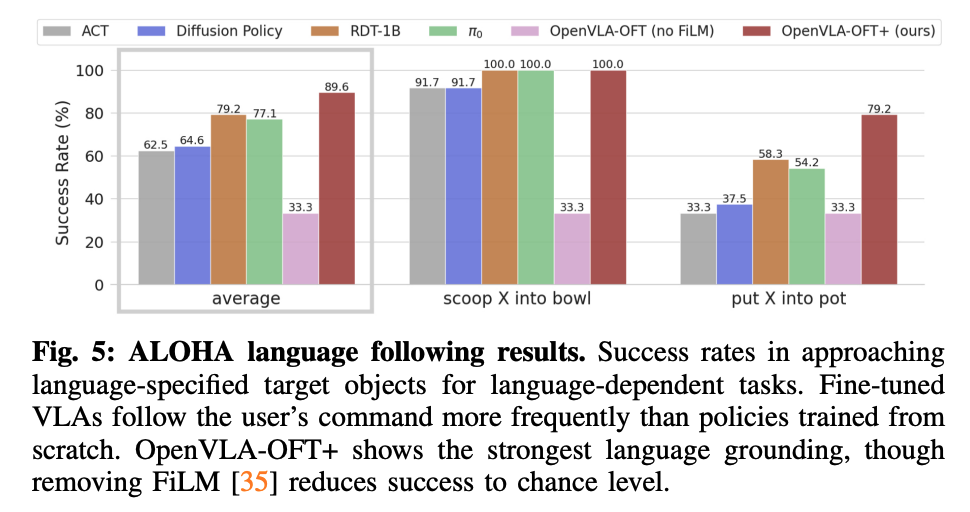 ACT Diffusion Policy RDT-1B π₀ OpenVLA-OFT (no FiLM) OpenVLA-OFT+ (ours)
Success Rate (%)
100
80
60
40
20
0
62.5 64.6 79.2 77.1 33.3 89.6
91.7 91.7 100.0 100.0 33.3 100.0
33.3 37.5 58.3 54.2 33.3 79.2
average scoop X into bowl put X into pot
Fig. 5: ALOHA language following results. Success rates in approaching
language-specified target objects for language-dependent tasks. Fine-tuned
VLAs follow the user's command more frequently than policies trained from
scratch. OpenVLA-OFT+ shows the strongest language grounding, though
removing FiLM [35] reduces success to chance level.